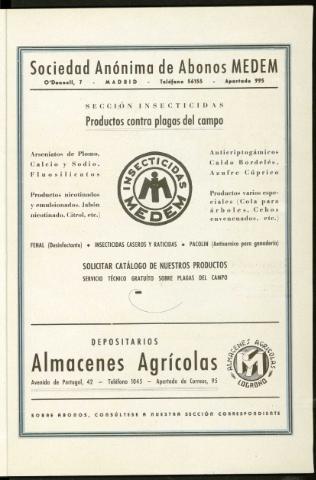 Sociedad Anónima de Abonos MEDEM
O'Donnell, 7 - MADRID - Teléfono 56155 - Apartado 995
SECCIÓN INSECTICIDAS
Productos contra plagas del campo
Arseniatos de Plomo,
Calcio y Sodio.
Fluosilicatos
Productos nicotinados
y emulsionados. Jabón
nicotinado. Citrol, etc.)
INSECTICIDAS
MEDEM
Anticriptogámicos
Caldo Bordelés.
Azufre Cúprico
Productos varios espe-
ciales (Cola para
árboles, Cebos
envenenados, etc.)
FENAL (Desinfectante) • INSECTICIDAS CASEROS Y RATICIDAS • PACOLIN (Antisarnico para ganadería)
SOLICITAR CATÁLOGO DE NUESTROS PRODUCTOS
SERVICIO TÉCNICO GRATUÍTO SOBRE PLAGAS DEL CAMPO
DEPOSITARIOS
Almacenes Agrícolas
Avenida de Portugal, 42 — Teléfono 1045 — Apartado de Correos, 95
ALMACENES AGRICOLAS
LOGROÑO
SOBRE ABONOS, CONSÚLTESE A NUESTRA SECCIÓN CORRESPONDIENTE